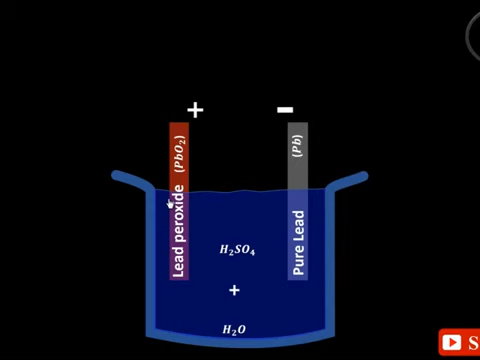 + −
Lead peroxide (PbO₂)
Pure Lead (Pb)
H₂SO₄
+
H₂O
S